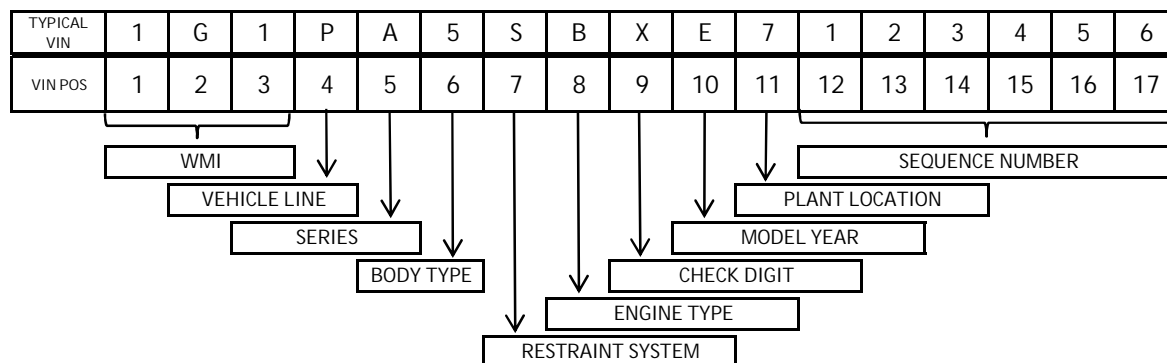 TYPICAL VIN 1 G 1 P A 5 S B X E 7 1 2 3 4 5 6
VIN POS 1 2 3 4 5 6 7 8 9 10 11 12 13 14 15 16 17
WMI SEQUENCE NUMBER
VEHICLE LINE PLANT LOCATION
SERIES MODEL YEAR
BODY TYPE CHECK DIGIT
ENGINE TYPE
RESTRAINT SYSTEM